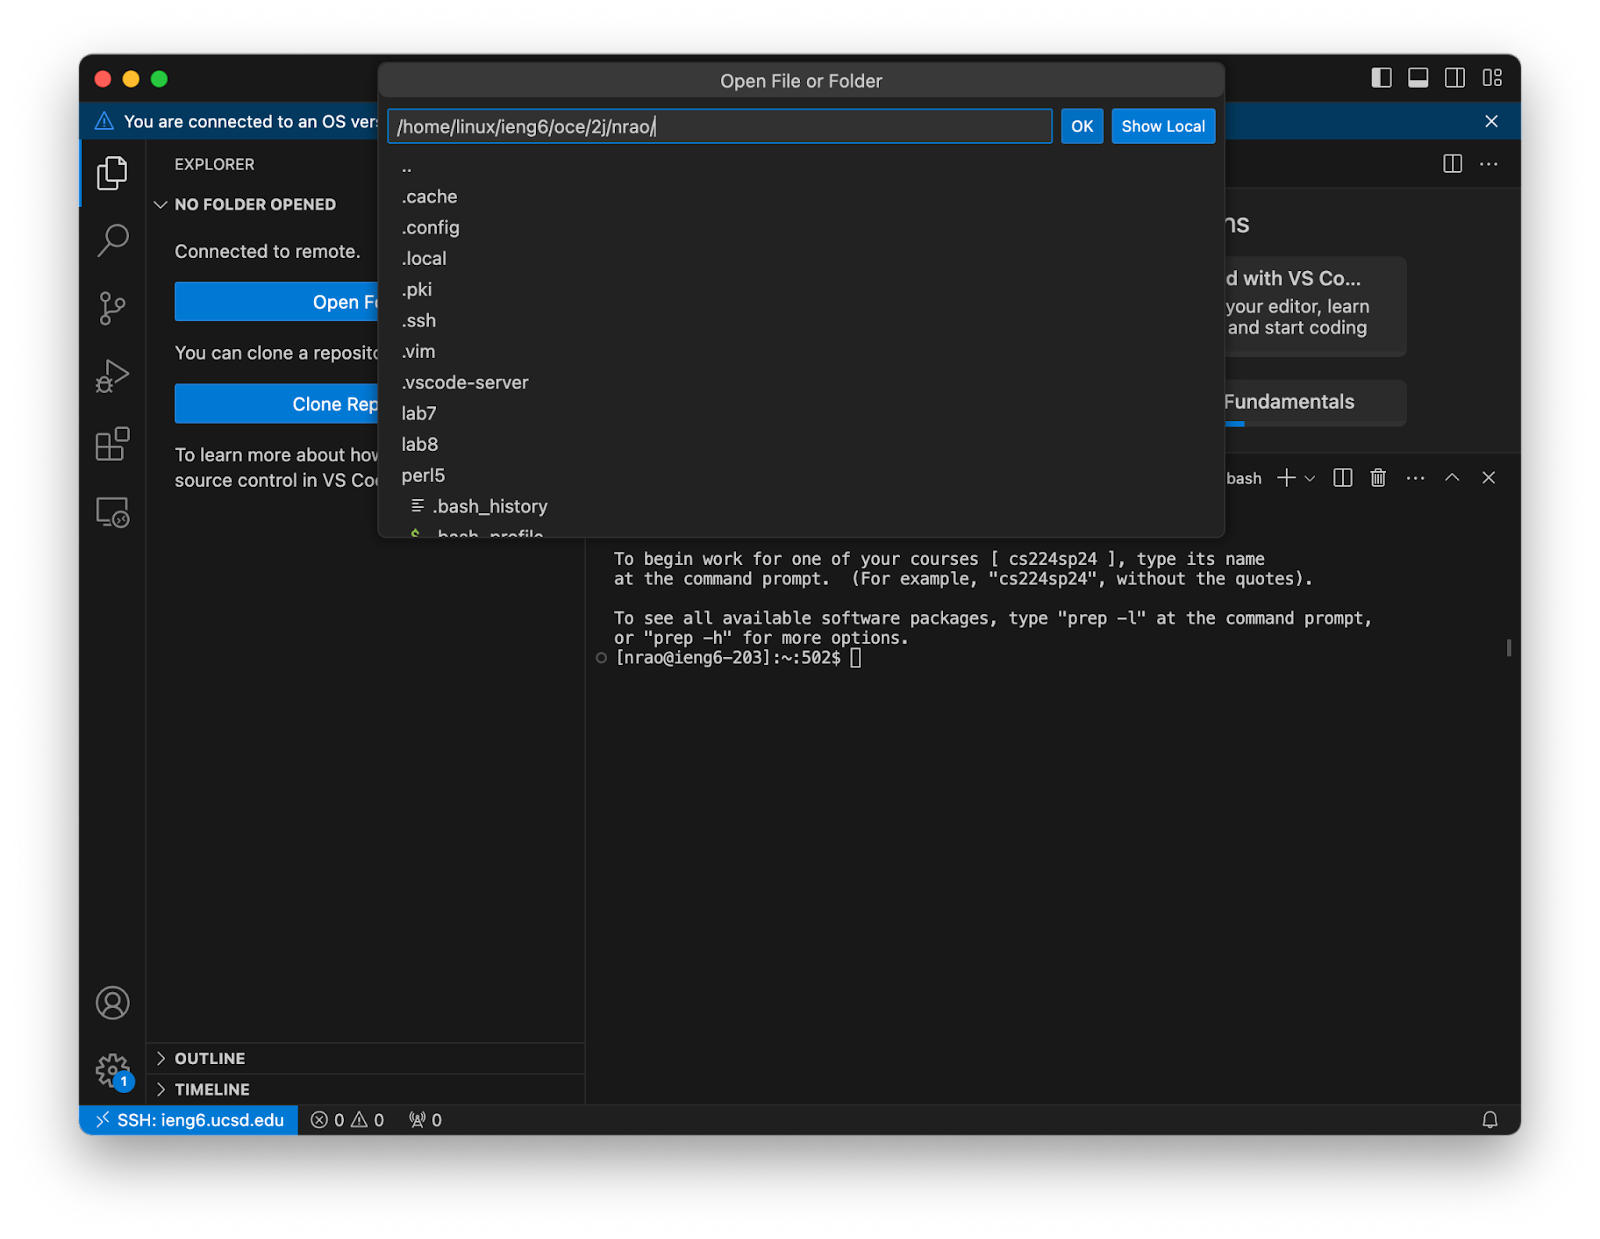 Open File or Folder
You are connected to an OS
/home/linux/ieng6/oce/2j/nrao/
OK
Show Local
EXPLORER
NO FOLDER OPENED
Connected to remote.
Open
You can clone a
Clone
To learn more about how
source control in VS
..
.cache
.config
.local
.pki
.ssh
.vim
.vscode-server
lab7
lab8
perl5
.bash_history
.bash_profile
with VS Co...
your editor, learn
and start coding
Fundamentals
bash
To begin work for one of your courses [ cs224sp24 ], type its name
at the command prompt.  (For example, "cs224sp24", without the quotes).
To see all available software packages, type "prep -l" at the command prompt,
or "prep -h" for more options.
[nrao@ieng6-203]:~:502$
OUTLINE
1
TIMELINE
SSH: ieng6.ucsd.edu
0
0
0